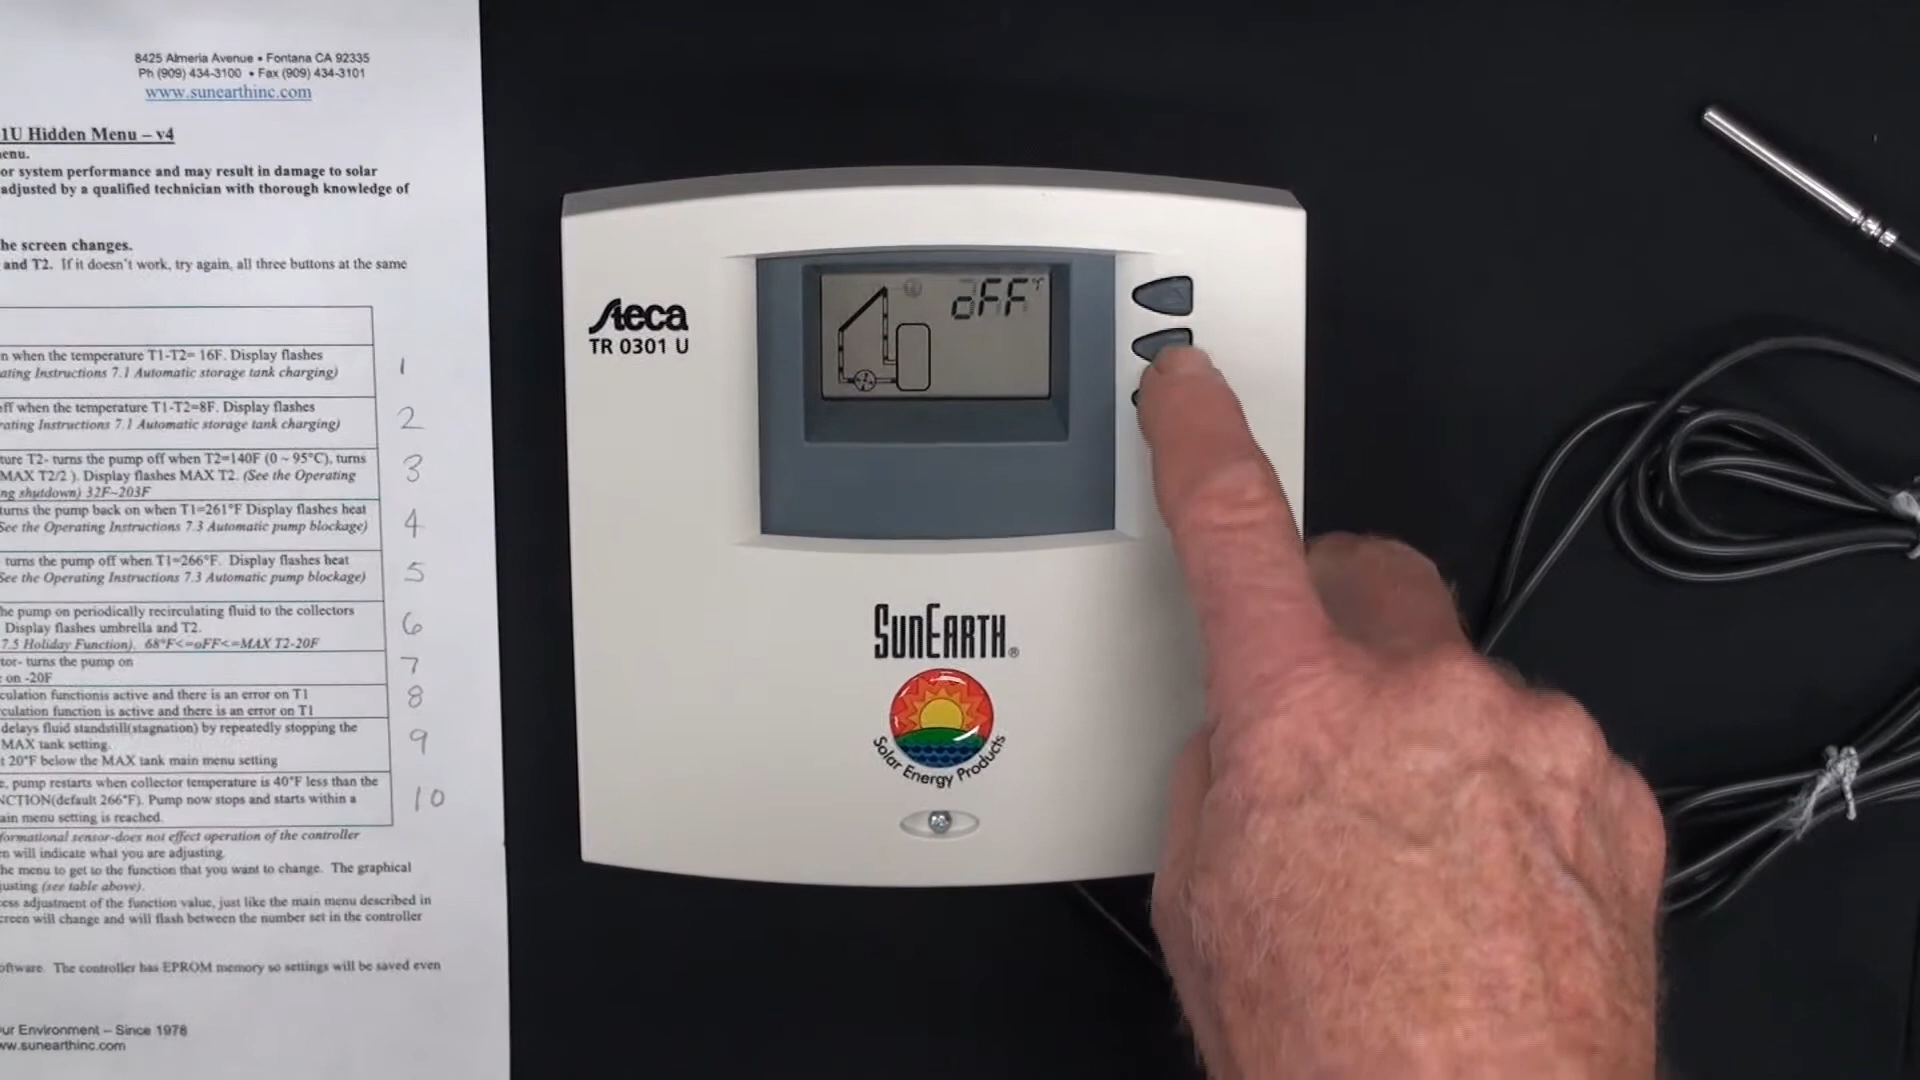 8425 Almeria Avenue • Fontana CA 92335
Ph (909) 434-3100 • Fax (909) 434-3101
www.sunearthinc.com
1U Hidden Menu – v4
enu.
or system performance and may result in damage to solar
adjusted by a qualified technician with thorough knowledge of
he screen changes.
and T2. If it doesn't work, try again, all three buttons at the same
n when the temperature T1-T2= 16F. Display flashes
ating Instructions 7.1 Automatic storage tank charging)
1
ff when the temperature T1-T2=8F. Display flashes
rating Instructions 7.1 Automatic storage tank charging)
2
ture T2- turns the pump off when T2=140F (0 ~ 95°C), turns
MAX T2/2 ). Display flashes MAX T2. (See the Operating
ng shutdown) 32F~203F
3
turns the pump back on when T1=261°F Display flashes heat
See the Operating Instructions 7.3 Automatic pump blockage)
4
turns the pump off when T1=266°F. Display flashes heat
See the Operating Instructions 7.3 Automatic pump blockage)
5
he pump on periodically recirculating fluid to the collectors
Display flashes umbrella and T2.
7.5 Holiday Function). 68°F<=oFF<=MAX T2-20F
6
tor- turns the pump on
on -20F
7
culation functionis active and there is an error on T1
culation function is active and there is an error on T1
8
delays fluid standstill(stagnation) by repeatedly stopping the
MAX tank setting.
t 20°F below the MAX tank main menu setting
9
e, pump restarts when collector temperature is 40°F less than the
NCTION(default 266°F). Pump now stops and starts within a
ain menu setting is reached.
10
formational sensor-does not effect operation of the controller
en will indicate what you are adjusting.
he menu to get to the function that you want to change. The graphical
justing (see table above).
ess adjustment of the function value, just like the main menu described in
creen will change and will flash between the number set in the controller
oftware. The controller has EPROM memory so settings will be saved even
ur Environment – Since 1978
ww.sunearthinc.com
Steca
TR 0301 U
oFF
SUNEARTH®
Solar Energy Products